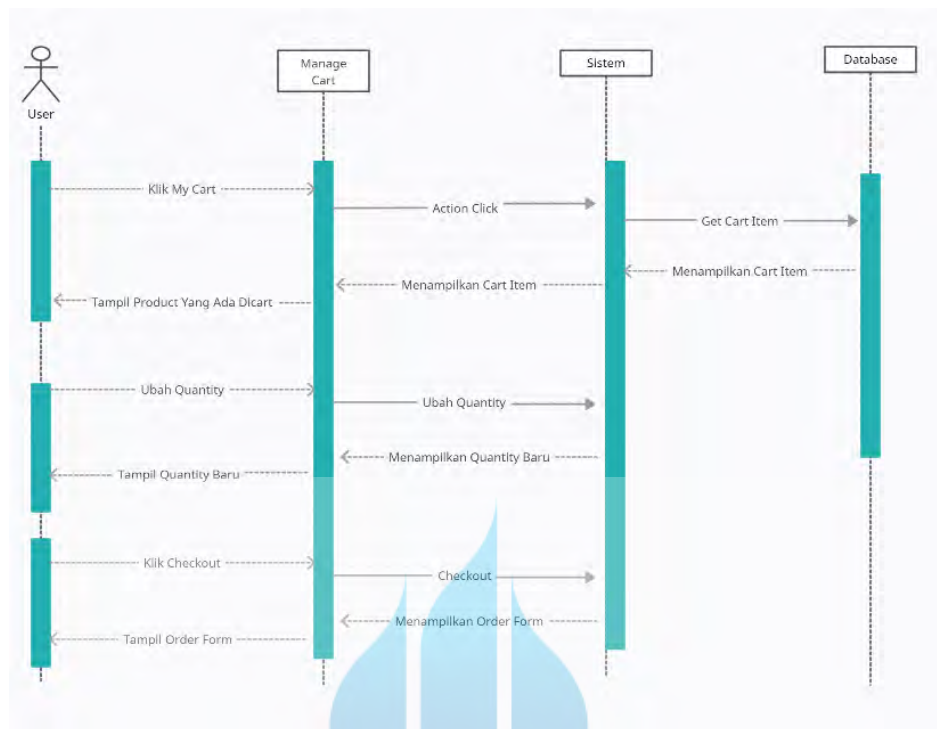 User
Manage
Cart
Sistem
Database
Klik My Cart
Action Click
Get Cart Item
Menampilkan Cart Item
Menampilkan Cart Item
Tampil Product Yang Ada Dicart
Ubah Quantity
Ubah Quantity
Menampilkan Quantity Baru
Tampil Quantity Baru
Klik Checkout
Checkout
Menampilkan Order Form
Tampil Order Form